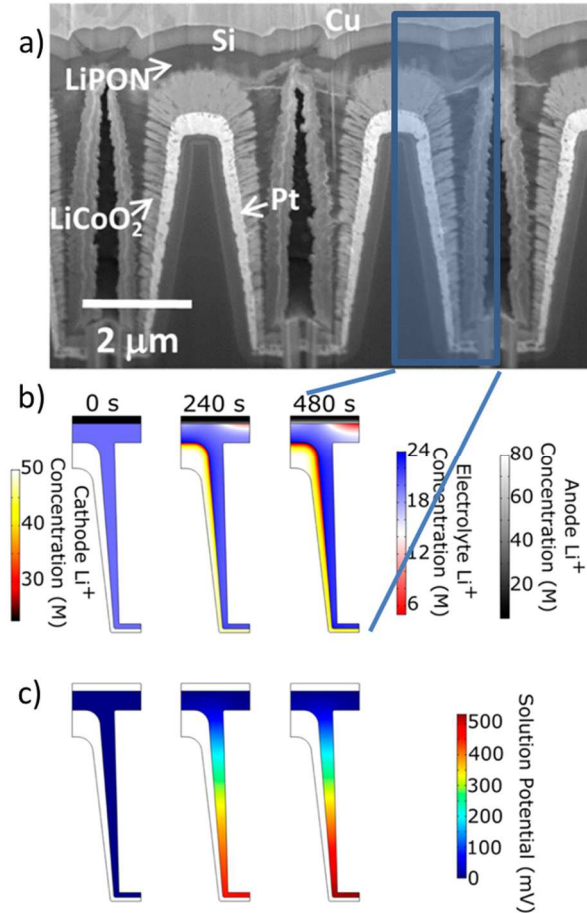 a)
Cu
Si
LiPON
Pt
LiCoO2
2 μm
b)
0 s 240 s 480 s
50
40
30
Cathode Li+
Concentration (M)
24
18
12
6
Electrolyte Li+
Concentration (M)
80
60
40
20
Anode Li+
Concentration (M)
c)
500
400
300
200
100
0
Solution Potential (mV)